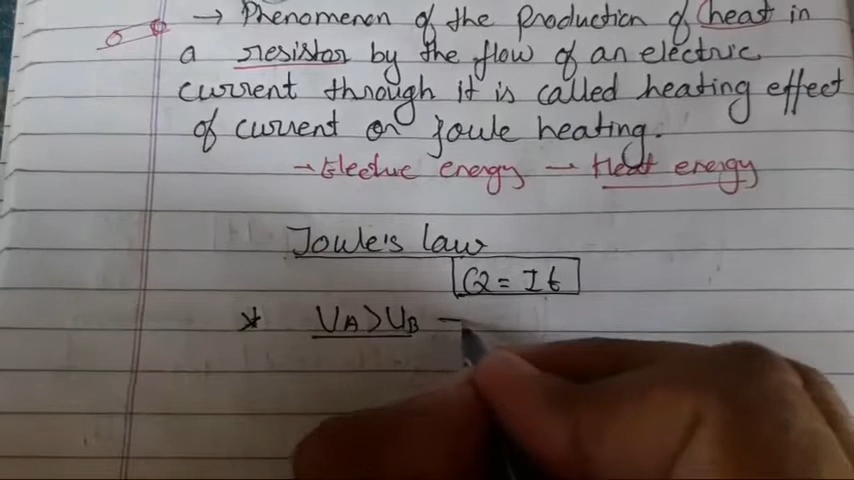 → Phenomenon of the production of heat in
a resistor by the flow of an electric
current through it is called heating effect
of current or joule heating.
→ Electric energy → Heat energy
Joule's law
Q = It
* VA > VB –